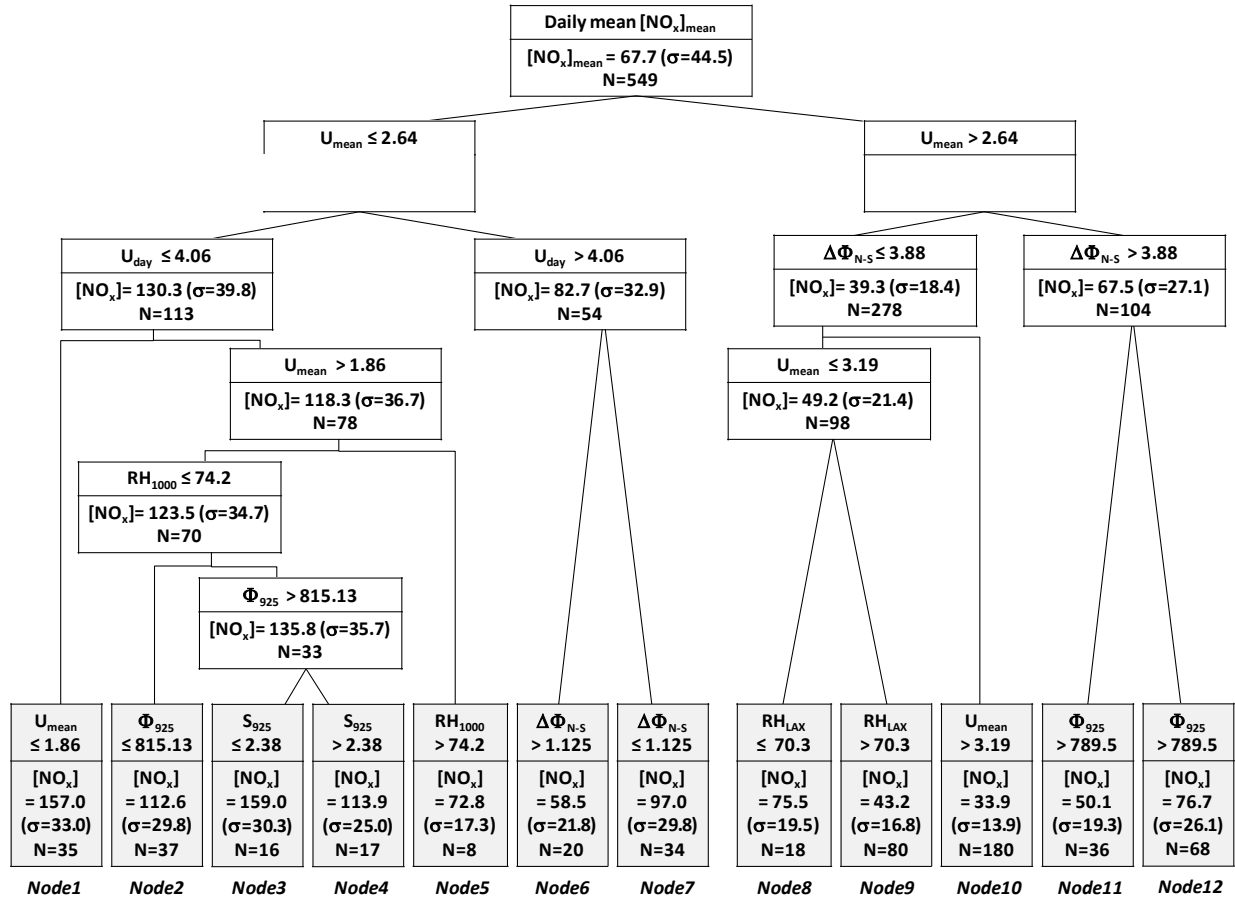 Daily mean [NOx]mean
[NOx]mean = 67.7 (σ=44.5)
N=549
Umean ≤ 2.64
Umean > 2.64
Uday ≤ 4.06
[NOx]= 130.3 (σ=39.8)
N=113
Uday > 4.06
[NOx]= 82.7 (σ=32.9)
N=54
ΔΦN-S ≤ 3.88
[NOx]= 39.3 (σ=18.4)
N=278
ΔΦN-S > 3.88
[NOx]= 67.5 (σ=27.1)
N=104
Umean > 1.86
[NOx]= 118.3 (σ=36.7)
N=78
Umean ≤ 3.19
[NOx]= 49.2 (σ=21.4)
N=98
RH1000 ≤ 74.2
[NOx]= 123.5 (σ=34.7)
N=70
Φ925 > 815.13
[NOx]= 135.8 (σ=35.7)
N=33
Umean
≤ 1.86
[NOx]
= 157.0
(σ=33.0)
N=35
Node1
Φ925
≤ 815.13
[NOx]
= 112.6
(σ=29.8)
N=37
Node2
S925
≤ 2.38
[NOx]
= 159.0
(σ=30.3)
N=16
Node3
S925
> 2.38
[NOx]
= 113.9
(σ=25.0)
N=17
Node4
RH1000
> 74.2
[NOx]
= 72.8
(σ=17.3)
N=8
Node5
ΔΦN-S
> 1.125
[NOx]
= 58.5
(σ=21.8)
N=20
Node6
ΔΦN-S
≤ 1.125
[NOx]
= 97.0
(σ=29.8)
N=34
Node7
RHLAX
≤ 70.3
[NOx]
= 75.5
(σ=19.5)
N=18
Node8
RHLAX
> 70.3
[NOx]
= 43.2
(σ=16.8)
N=80
Node9
Umean
> 3.19
[NOx]
= 33.9
(σ=13.9)
N=180
Node10
Φ925
> 789.5
[NOx]
= 50.1
(σ=19.3)
N=36
Node11
Φ925
> 789.5
[NOx]
= 76.7
(σ=26.1)
N=68
Node12